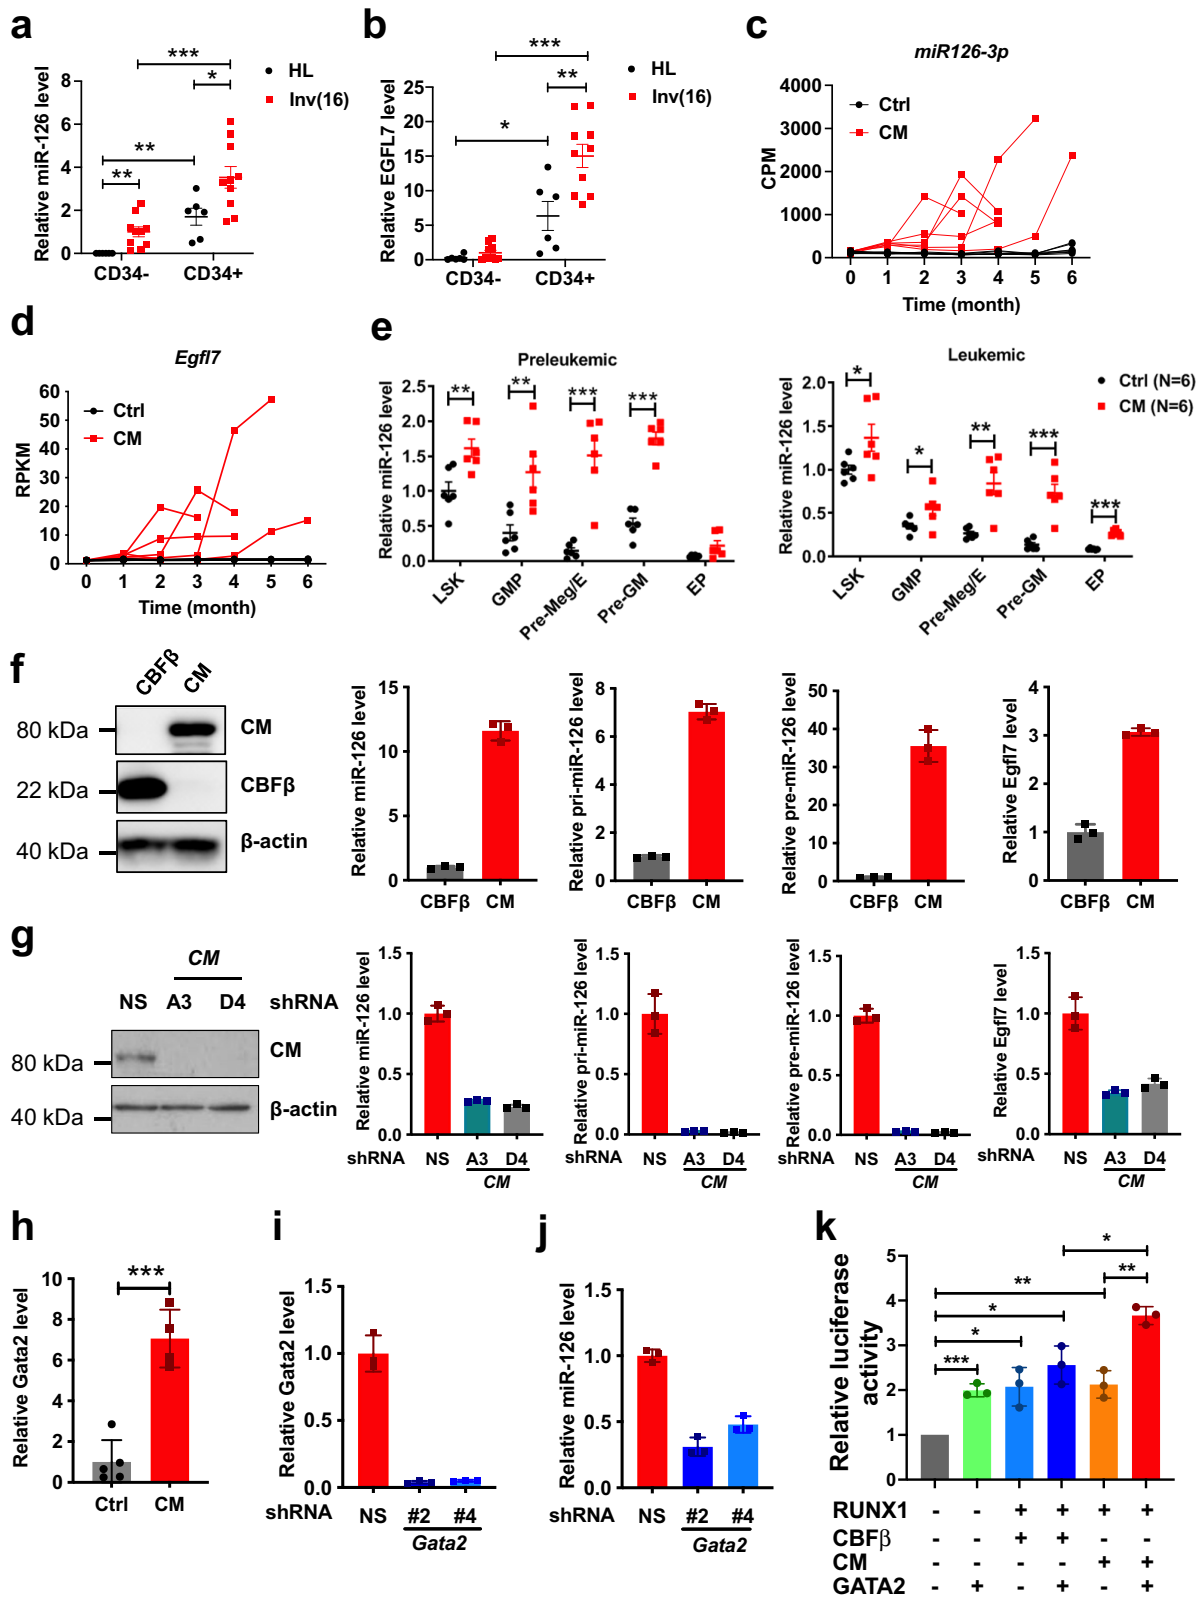 a
***
*
**
**
Relative miR-126 level
8
6
4
2
0
CD34-
CD34+
HL
Inv(16)
b
***
**
*
Relative EGFL7 level
25
20
15
10
5
0
CD34-
CD34+
HL
Inv(16)
c
miR126-3p
CPM
4000
3000
2000
1000
0
Ctrl
CM
0 1 2 3 4 5 6
Time (month)
d
Egfl7
RPKM
60
50
40
30
20
10
0
Ctrl
CM
0 1 2 3 4 5 6
Time (month)
e
Preleukemic
Relative miR-126 level
2.5
2.0
1.5
1.0
0.5
0.0
** ** *** ***
LSK GMP Pre-Meg/E Pre-GM EP
Leukemic
Relative miR-126 level
2.0
1.5
1.0
0.5
0.0
* * ** *** ***
LSK GMP Pre-Meg/E Pre-GM EP
Ctrl (N=6)
CM (N=6)
f
CBFβ CM
80 kDa CM
22 kDa CBFβ
40 kDa β-actin
Relative miR-126 level
15
10
5
0
CBFβ CM
Relative pri-miR-126 level
8
6
4
2
0
CBFβ CM
Relative pre-miR-126 level
50
40
30
20
10
0
CBFβ CM
Relative Egfl7 level
4
3
2
1
0
CBFβ CM
g
CM
NS A3 D4 shRNA
80 kDa CM
40 kDa β-actin
Relative miR-126 level
1.5
1.0
0.5
0.0
shRNA NS A3 D4
CM
Relative pri-miR-126 level
1.5
1.0
0.5
0.0
shRNA NS A3 D4
CM
Relative pre-miR-126 level
1.5
1.0
0.5
0.0
shRNA NS A3 D4
CM
Relative Egfl7 level
1.5
1.0
0.5
0.0
shRNA NS A3 D4
CM
h
***
Relative Gata2 level
10
8
6
4
2
0
Ctrl CM
i
Relative Gata2 level
1.5
1.0
0.5
0.0
shRNA NS #2 #4
Gata2
j
Relative miR-126 level
1.5
1.0
0.5
0.0
shRNA NS #2 #4
Gata2
k
*
**
**
*
*
***
Relative luciferase
activity
5
4
3
2
1
0
RUNX1 - - + + + +
CBFβ - - + + - -
CM - - - - + +
GATA2 - + - + - +